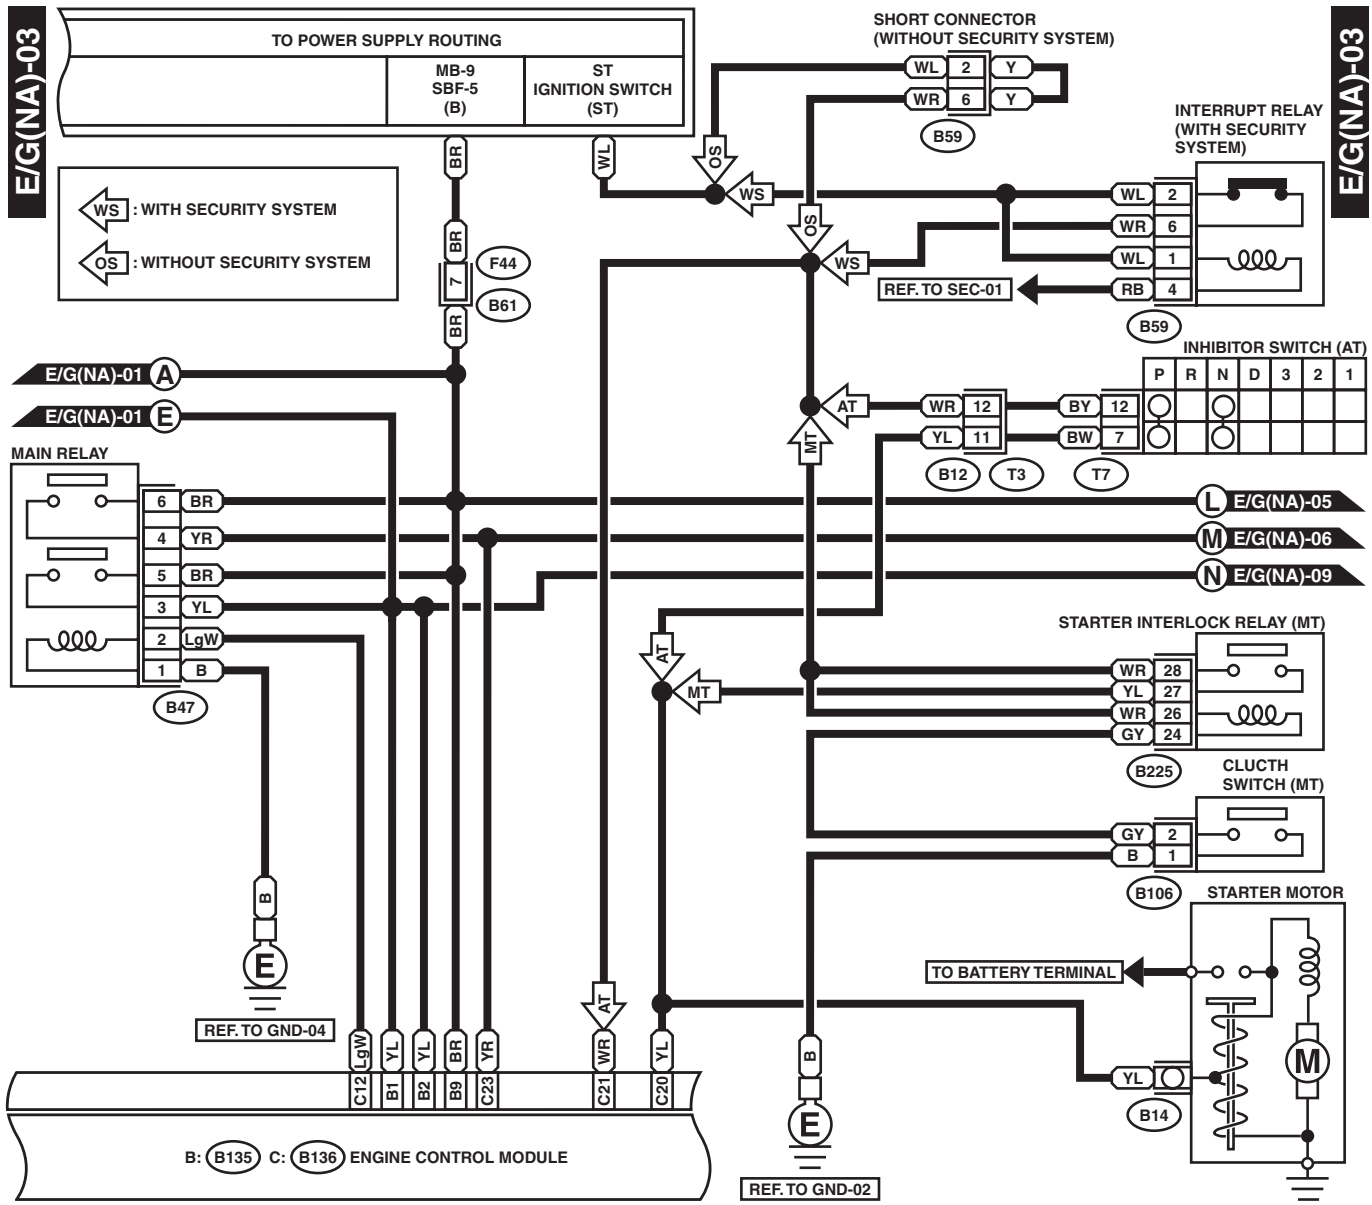 E/G(NA)-03
E/G(NA)-03
TO POWER SUPPLY ROUTING
MB-9
SBF-5
(B)
ST
IGNITION SWITCH
(ST)
SHORT CONNECTOR
(WITHOUT SECURITY SYSTEM)
WL 2 Y
WR 6 Y
B59
INTERRUPT RELAY
(WITH SECURITY
SYSTEM)
BR
WL
OS
WS
WL 2
WR 6
WL 1
RB 4
B59
WS : WITH SECURITY SYSTEM
OS : WITHOUT SECURITY SYSTEM
BR
7
F44
B61
BR
OS
WS
REF. TO SEC-01
INHIBITOR SWITCH (AT)
P R N D 3 2 1
E/G(NA)-01 A
E/G(NA)-01 E
AT
MT
WR 12 BY 12
YL 11 BW 7
B12 T3 T7
MAIN RELAY
6 BR
4 YR
5 BR
3 YL
2 LgW
1 B
B47
L E/G(NA)-05
M E/G(NA)-06
N E/G(NA)-09
STARTER INTERLOCK RELAY (MT)
AT
MT
WR 28
YL 27
WR 26
GY 24
B225
CLUCTH
SWITCH (MT)
GY 2
B 1
B106
STARTER MOTOR
B
E
REF. TO GND-04
TO BATTERY TERMINAL
M
YL
B14
AT
LgW YL YL BR YR WR YL
C12 B1 B2 B9 C23 C21 C20
B
E
REF. TO GND-02
B: B135 C: B136 ENGINE CONTROL MODULE